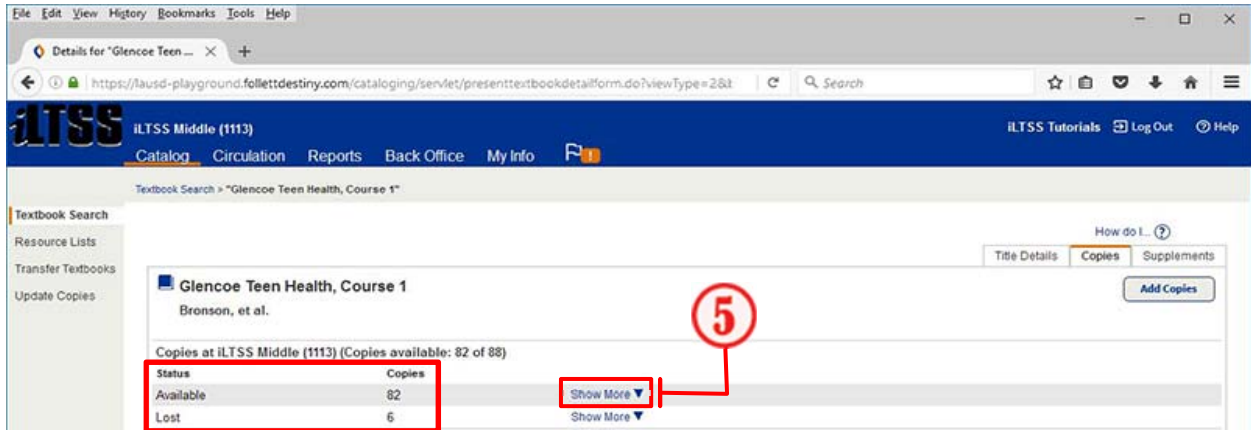 File Edit View History Bookmarks Tools Help
Details for "Glencoe Teen ...
https://lausd-playground.follettdestiny.com/cataloging/servlet/presenttextbookdetailform.do?viewType=2&t Search
iLTSS iLTSS Middle (1113) iLTSS Tutorials Log Out Help
Catalog Circulation Reports Back Office My Info
Textbook Search > "Glencoe Teen Health, Course 1"
Textbook Search
Resource Lists
Transfer Textbooks
Update Copies
How do I...
Title Details Copies Supplements
Glencoe Teen Health, Course 1 Add Copies
Bronson, et al.
5
Copies at iLTSS Middle (1113) (Copies available: 82 of 88)
Status Copies
Available 82 Show More
Lost 6 Show More